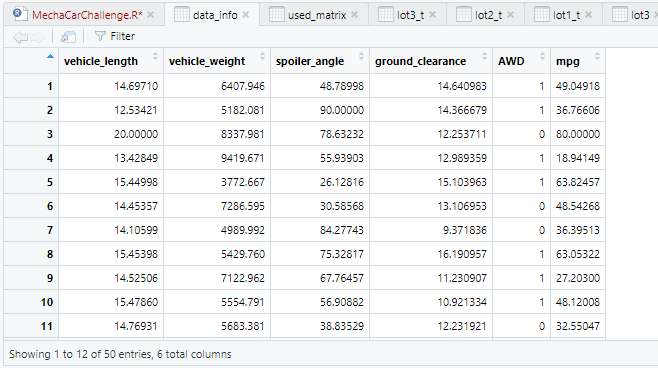 MechaCarChallenge.R* data_info used_matrix lot3_t lot2_t lot1_t lot3
Filter
vehicle_length vehicle_weight spoiler_angle ground_clearance AWD mpg
1 14.69710 6407.946 48.78998 14.640983 1 49.04918
2 12.53421 5182.081 90.00000 14.366679 1 36.76606
3 20.00000 8337.981 78.63232 12.253711 0 80.00000
4 13.42849 9419.671 55.93903 12.989359 1 18.94149
5 15.44998 3772.667 26.12816 15.103963 1 63.82457
6 14.45357 7286.595 30.58568 13.106953 0 48.54268
7 14.10599 4989.992 84.27743 9.371836 0 36.39513
8 15.45398 5429.760 75.32817 16.190957 1 63.05322
9 14.52506 7122.962 67.76457 11.230907 1 27.20300
10 15.47860 5554.791 56.90882 10.921334 1 48.12008
11 14.76931 5683.381 38.83529 12.231921 0 32.55047
Showing 1 to 12 of 50 entries, 6 total columns